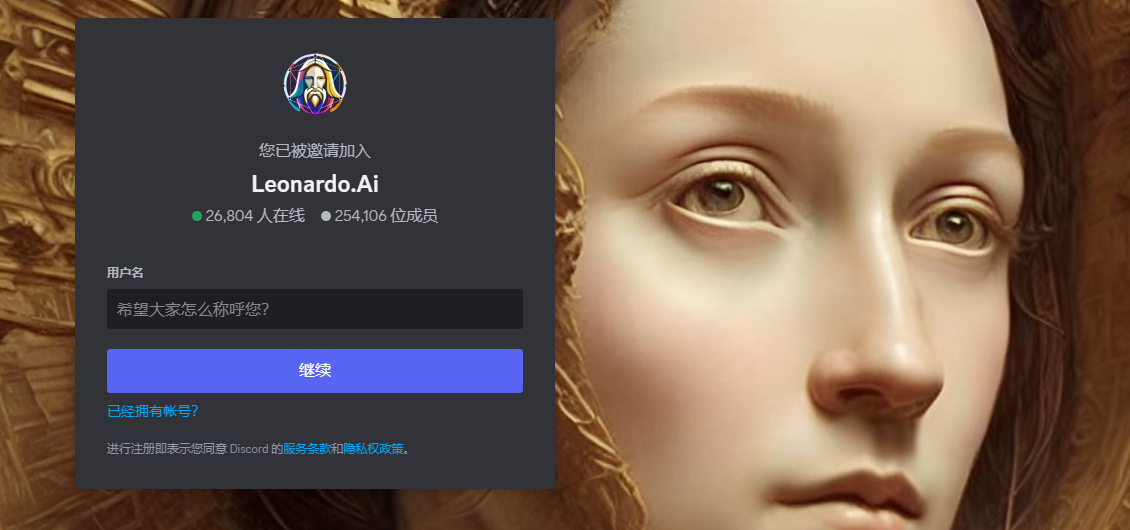 您已被邀请加入
Leonardo.Ai
26,804 人在线 254,106 位成员
用户名
希望大家怎么称呼您?
继续
已经拥有帐号?
进行注册即表示您同意 Discord 的服务条款和隐私权政策。